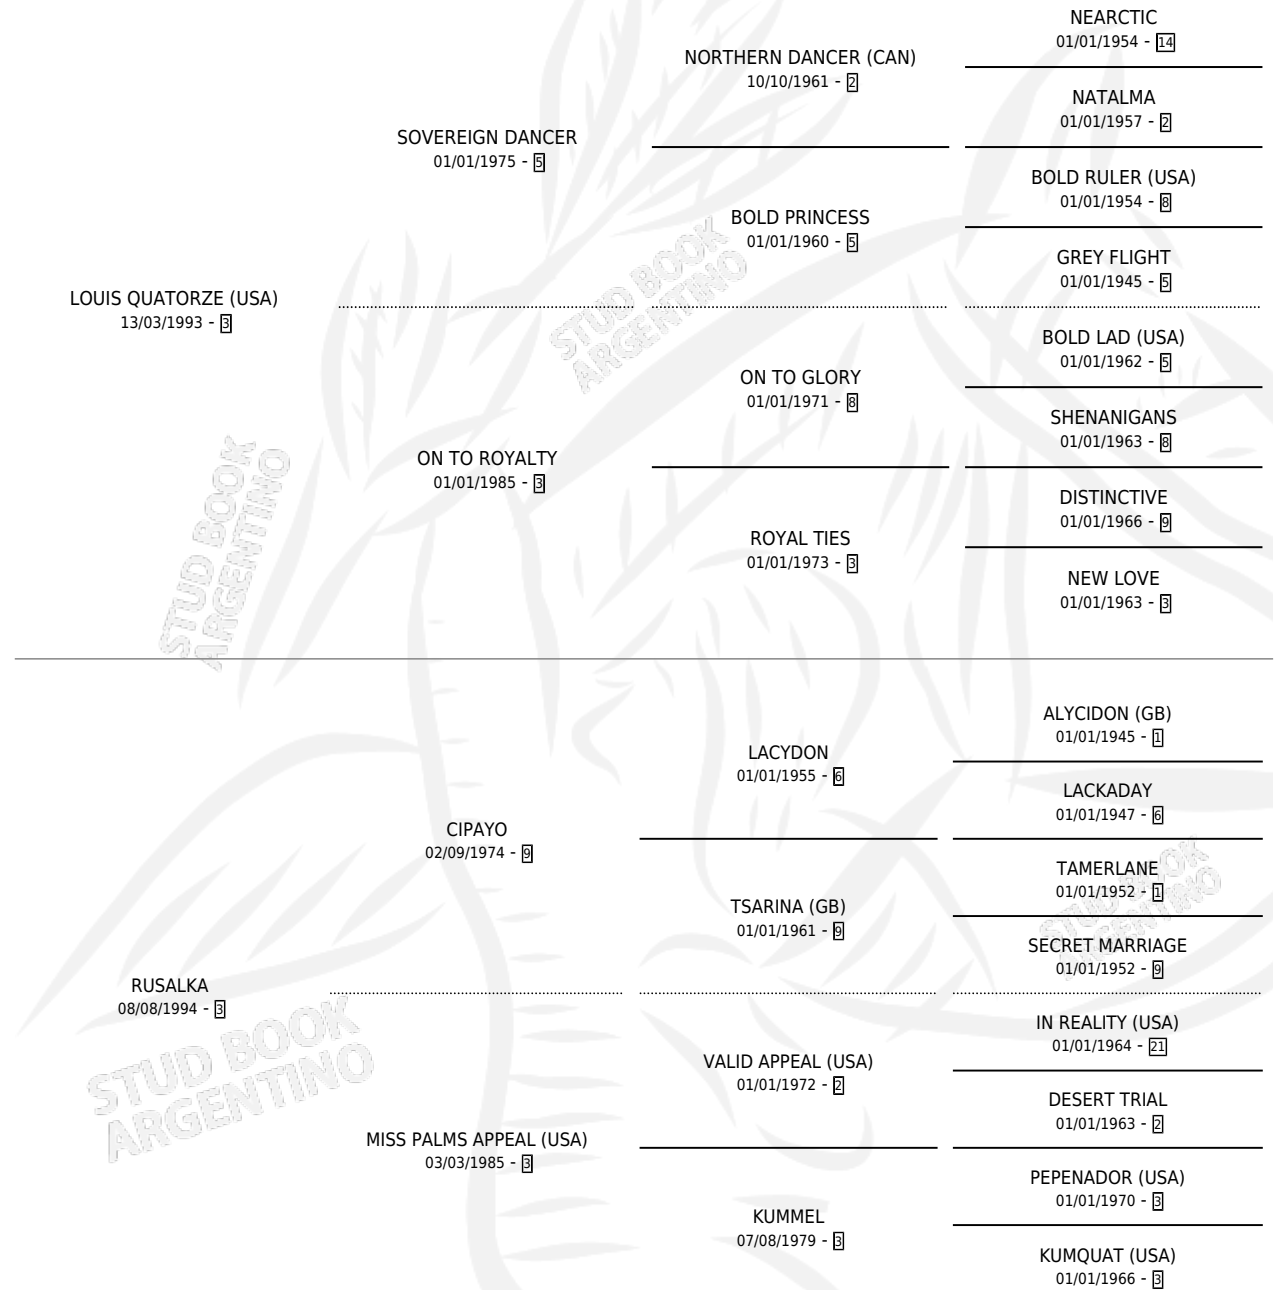 NEARCTIC
01/01/1954 - 14
NORTHERN DANCER (CAN)
10/10/1961 - 2
NATALMA
01/01/1957 - 2
SOVEREIGN DANCER
01/01/1975 - 5
BOLD RULER (USA)
01/01/1954 - 8
BOLD PRINCESS
01/01/1960 - 5
GREY FLIGHT
01/01/1945 - 5
LOUIS QUATORZE (USA)
13/03/1993 - 3
BOLD LAD (USA)
01/01/1962 - 5
ON TO GLORY
01/01/1971 - 8
SHENANIGANS
01/01/1963 - 8
ON TO ROYALTY
01/01/1985 - 3
DISTINCTIVE
01/01/1966 - 9
ROYAL TIES
01/01/1973 - 3
NEW LOVE
01/01/1963 - 3
ALYCIDON (GB)
01/01/1945 - 1
LACYDON
01/01/1955 - 6
LACKADAY
01/01/1947 - 6
CIPAYO
02/09/1974 - 9
TAMERLANE
01/01/1952 - 1
TSARINA (GB)
01/01/1961 - 9
SECRET MARRIAGE
01/01/1952 - 9
RUSALKA
08/08/1994 - 3
IN REALITY (USA)
01/01/1964 - 21
VALID APPEAL (USA)
01/01/1972 - 2
DESERT TRIAL
01/01/1963 - 2
MISS PALMS APPEAL (USA)
03/03/1985 - 3
PEPENADOR (USA)
01/01/1970 - 3
KUMMEL
07/08/1979 - 3
KUMQUAT (USA)
01/01/1966 - 3
STUD BOOK
ARGENTINO
STUD BOOK
ARGENTINO
STUD BOOK
ARGENTINO
STUD BOOK
ARGENTINO